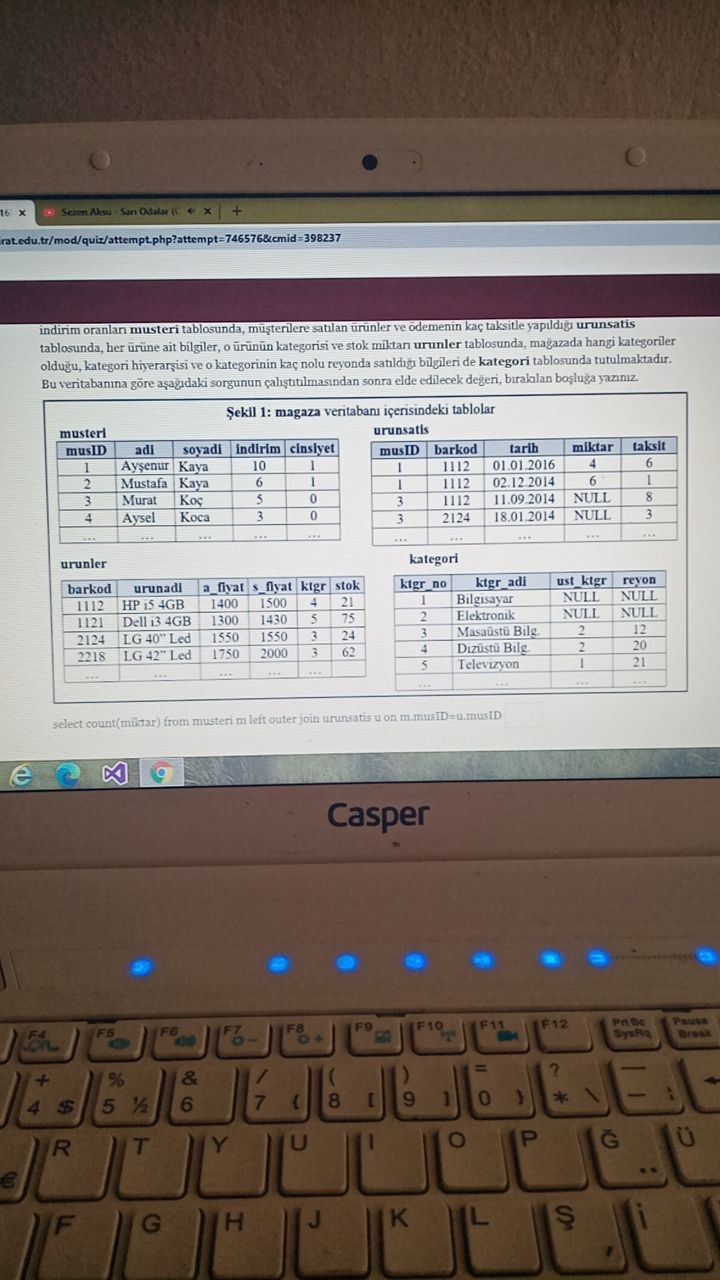 16 x Sezen Aksu - Sarı Odalar ( x +
rat.edu.tr/mod/quiz/attempt.php?attempt=746576&cmid=398237
indirim oranları musteri tablosunda, müşterilere satılan ürünler ve ödemenin kaç taksitle yapıldığı urunsatis
tablosunda, her ürüne ait bilgiler, o ürünün kategorisi ve stok miktarı urunler tablosunda, mağazada hangi kategoriler
olduğu, kategori hiyerarşisi ve o kategorinin kaç nolu reyonda satıldığı bilgileri de kategori tablosunda tutulmaktadır.
Bu veritabanına göre aşağıdaki sorgunun çalıştırılmasından sonra elde edilecek değeri, bırakılan boşluğa yazınız.
Şekil 1: magaza veritabanı içerisindeki tablolar
musteri
musID adi soyadi indirim cinsiyet
1 Ayşenur Kaya 10 1
2 Mustafa Kaya 6 1
3 Murat Koç 5 0
4 Aysel Koca 3 0
... ... ... ... ...
urunsatis
musID barkod tarih miktar taksit
1 1112 01.01.2016 4 6
1 1112 02.12.2014 6 1
3 1112 11.09.2014 NULL 8
3 2124 18.01.2014 NULL 3
... ... ... ... ...
urunler
barkod urunadi a_fiyat s_fiyat ktgr stok
1112 HP i5 4GB 1400 1500 4 21
1121 Dell i3 4GB 1300 1430 5 75
2124 LG 40" Led 1550 1550 3 24
2218 LG 42" Led 1750 2000 3 62
... ... ... ... ...
kategori
ktgr_no ktgr_adi ust_ktgr reyon
1 Bilgısayar NULL NULL
2 Elektronik NULL NULL
3 Masaüstü Bilg. 2 12
4 Dızüstü Bilg. 2 20
5 Televizyon 1 21
... ... ... ...
select count(miktar) from musteri m left outer join urunsatis u on m.musID=u.musID
Casper
F4 F5 F6 F7 F8 F9 F10 F11 F12 PrtSc SysRq Pause Break
+ 4 $ % 5 ½ & 6 / 7 { ( 8 [ ) 9 ] = 0 } ? * \ _ - ;
€ R T Y U I O P Ğ ¨ Ü
F G H J K L Ş , İ